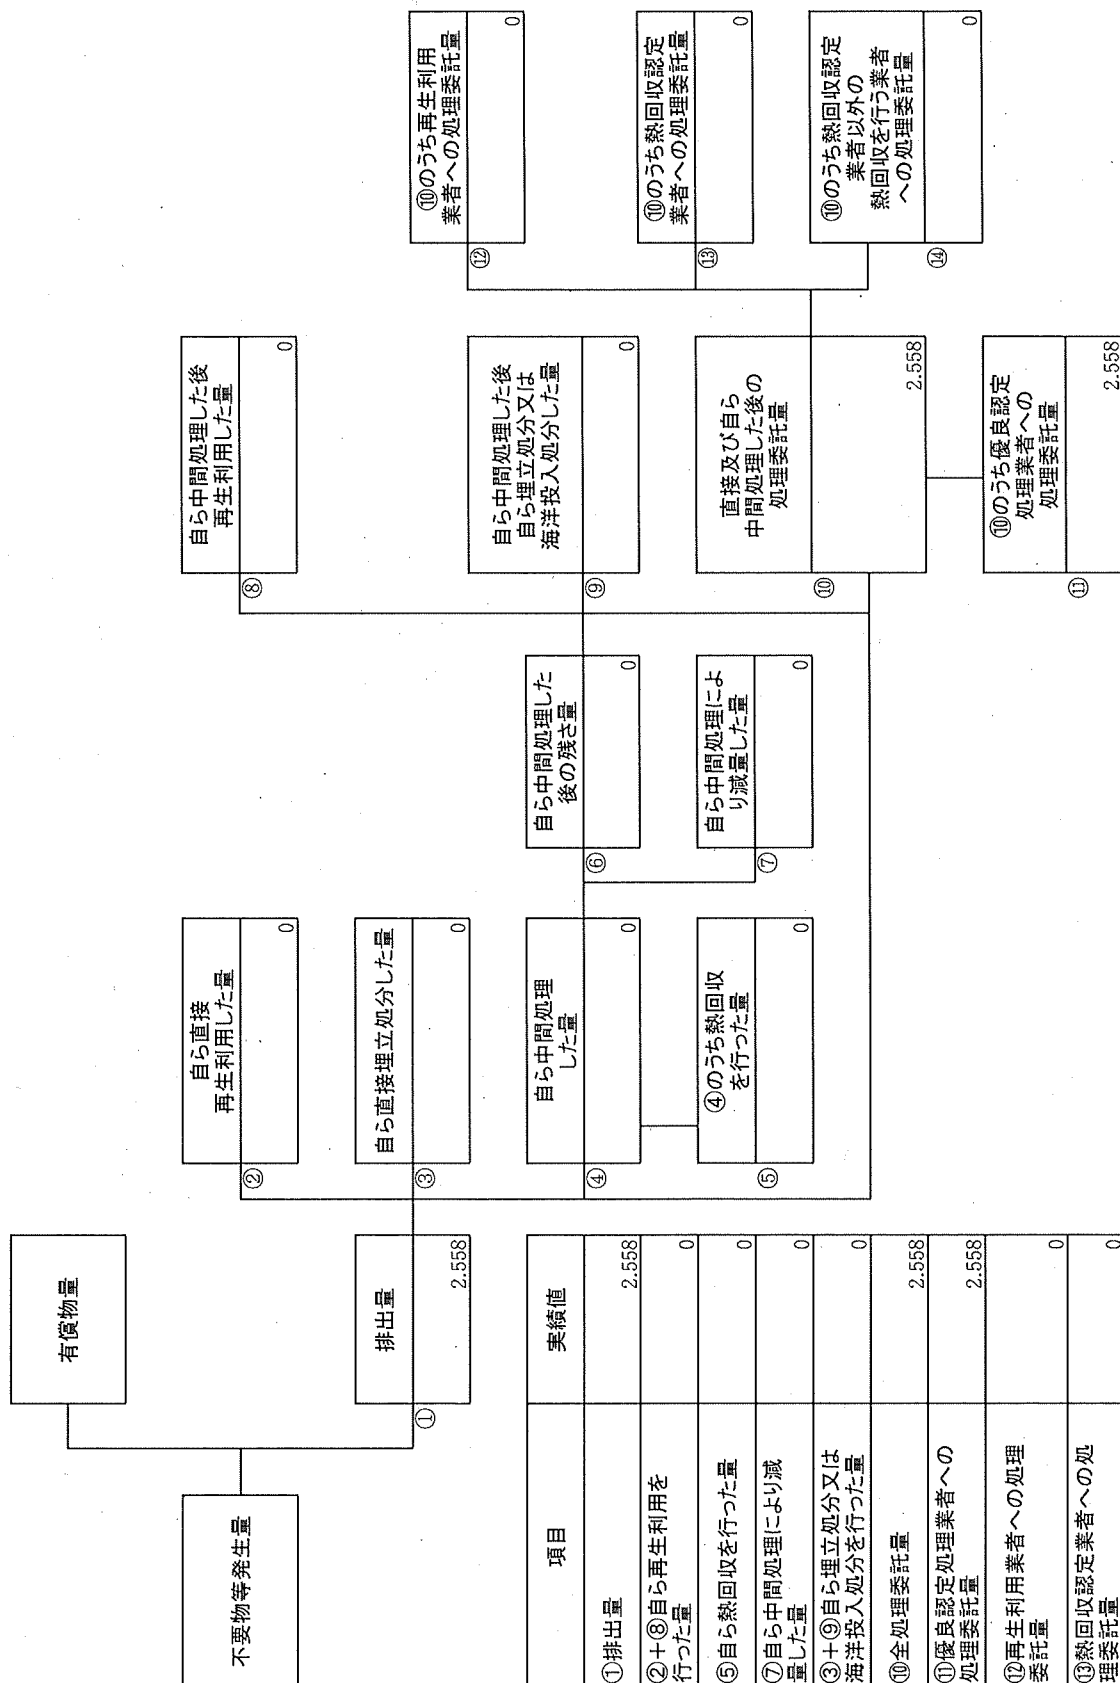 有償物量
不要物等発生量
①
排出量
2.558
②
自ら直接
再生利用した量
0
③
自ら直接埋立処分した量
0
④
自ら中間処理
した量
0
⑤
④のうち熱回収
を行った量
0
⑥
自ら中間処理した
後の残さ量
0
⑦
自ら中間処理によ
り減量した量
0
⑧
自ら中間処理した後
再生利用した量
0
⑨
自ら中間処理した後
自ら埋立処分又は
海洋投入処分した量
0
⑩
直接及び自ら
中間処理した後の
処理委託量
2.558
⑪
⑩のうち優良認定
処理業者への
処理委託量
2.558
⑫
⑩のうち再生利用
業者への処理委託量
0
⑬
⑩のうち熱回収認定
業者への処理委託量
0
⑭
⑩のうち熱回収認定
業者以外の
熱回収を行う業者
への処理委託量
0
項目 実績値
①排出量 2.558
②+⑧自ら再生利用を
行った量 0
⑤自ら熱回収を行った量 0
⑦自ら中間処理により減
量した量 0
③+⑨自ら埋立処分又は
海洋投入処分を行った量 0
⑩全処理委託量 2.558
⑪優良認定処理業者への
処理委託量 2.558
⑫再生利用業者への処理
委託量 0
⑬熱回収認定業者への処
理委託量 0